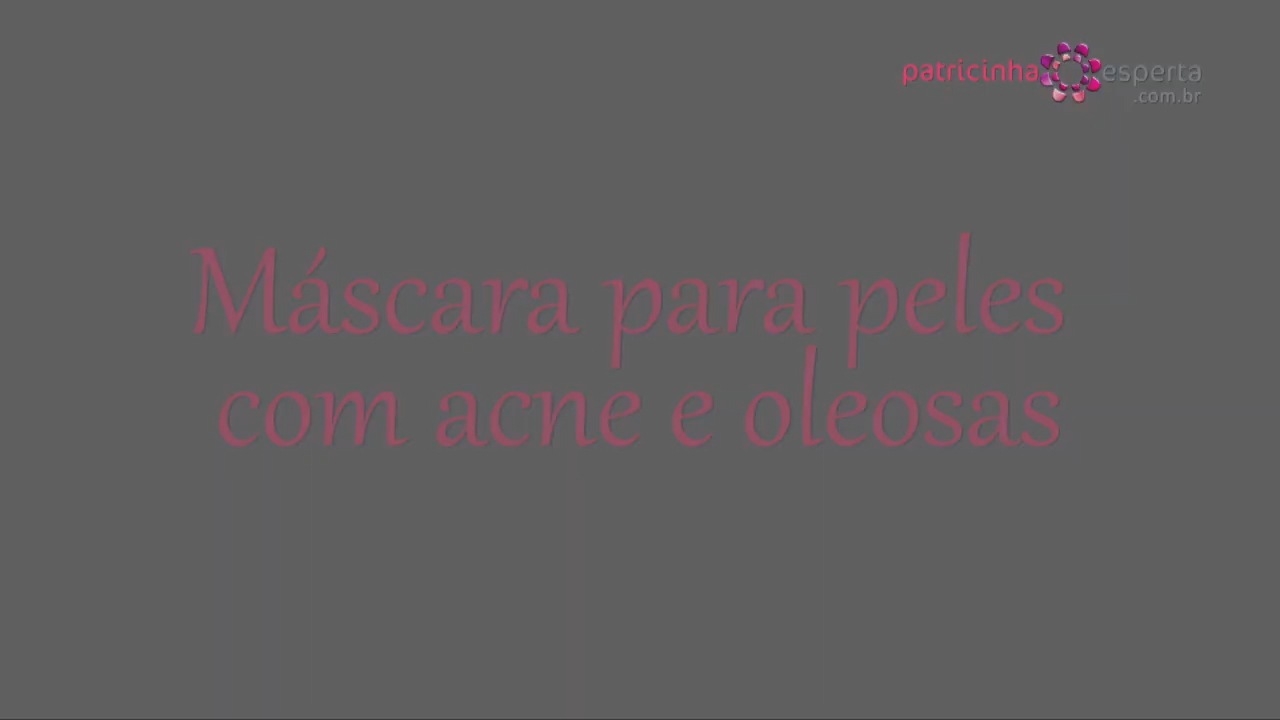 patricinha esperta
.com.br
Máscara para peles
com acne e oleosas